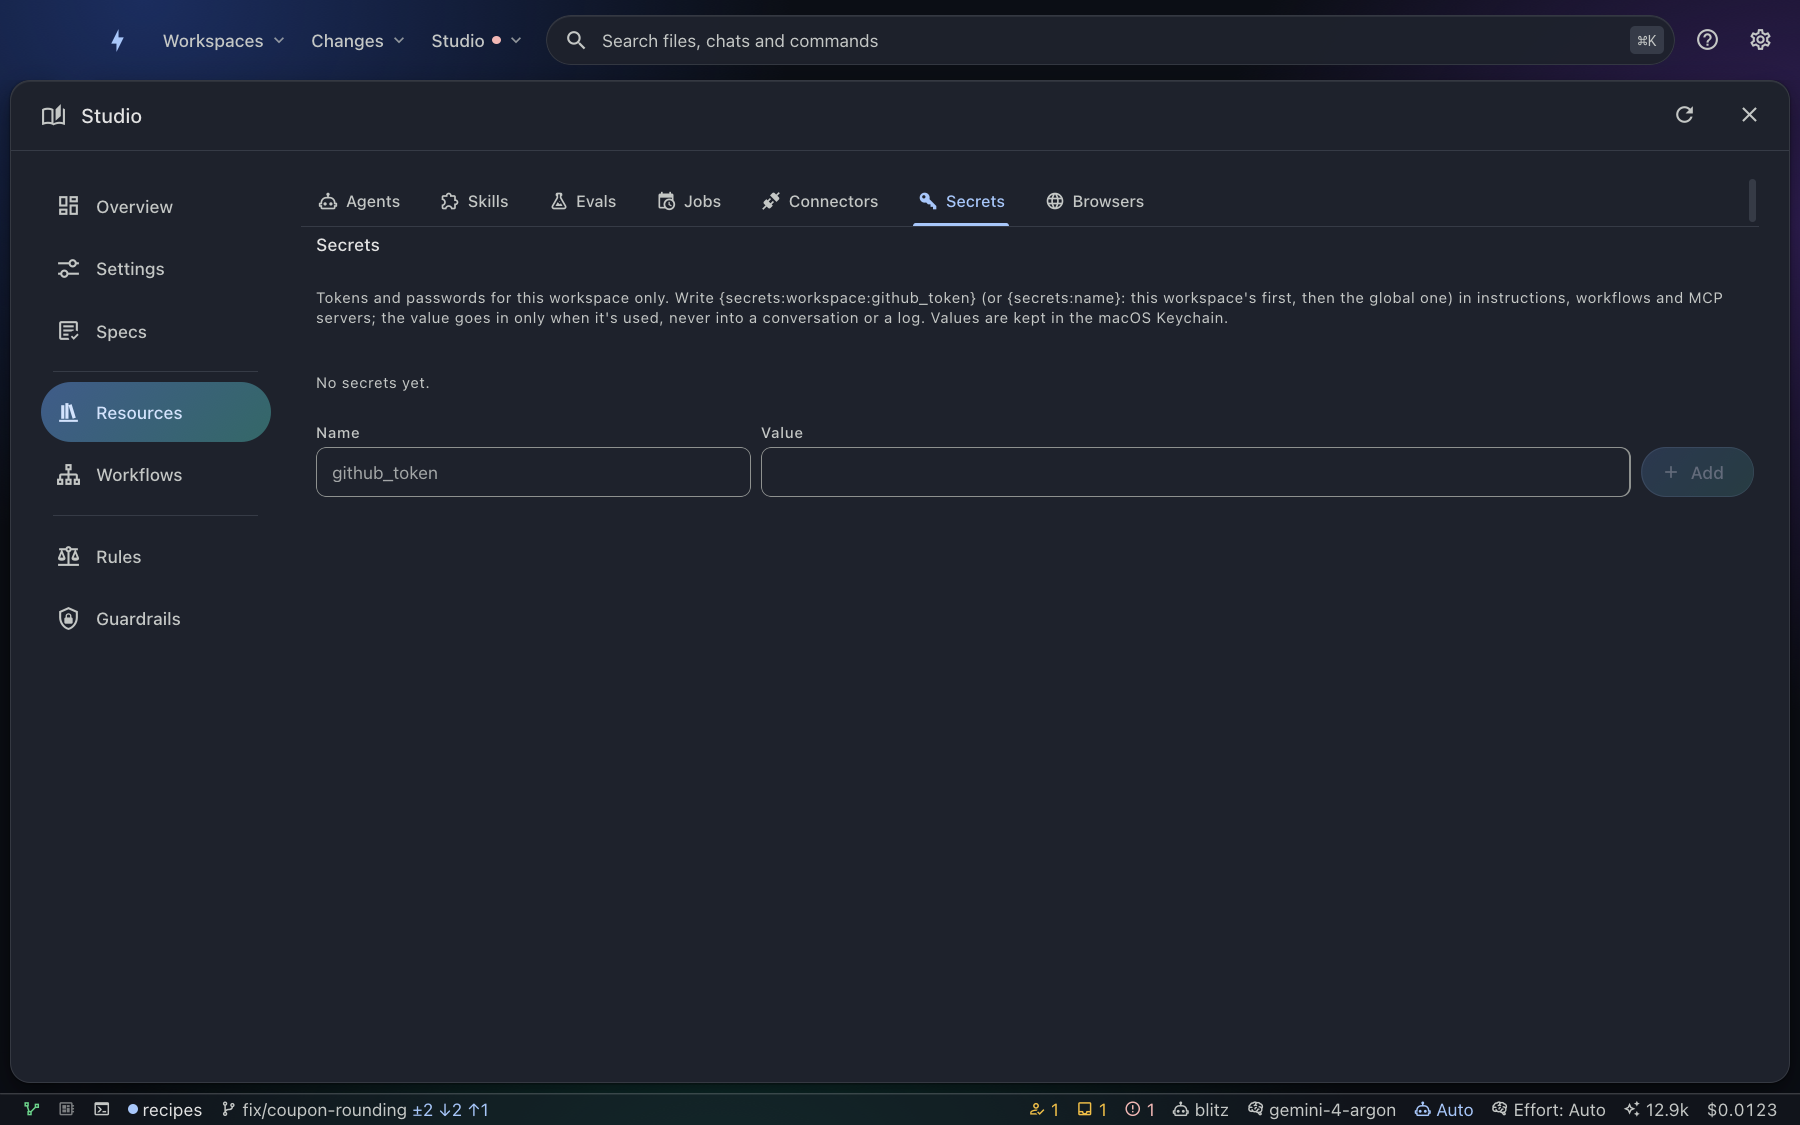 Workspaces
Changes
Studio
Search files, chats and commands
⌘K
Studio
Overview
Settings
Specs
Resources
Workflows
Rules
Guardrails
Agents
Skills
Evals
Jobs
Connectors
Secrets
Browsers
Secrets
Tokens and passwords for this workspace only. Write {secrets:workspace:github_token} (or {secrets:name}: this workspace's first, then the global one) in instructions, workflows and MCP
servers; the value goes in only when it's used, never into a conversation or a log. Values are kept in the macOS Keychain.
No secrets yet.
Name
Value
github_token
+ Add
recipes
fix/coupon-rounding ±2 ↓2 ↑1
1
1
1
blitz
gemini-4-argon
Auto
Effort: Auto
12.9k
$0.0123